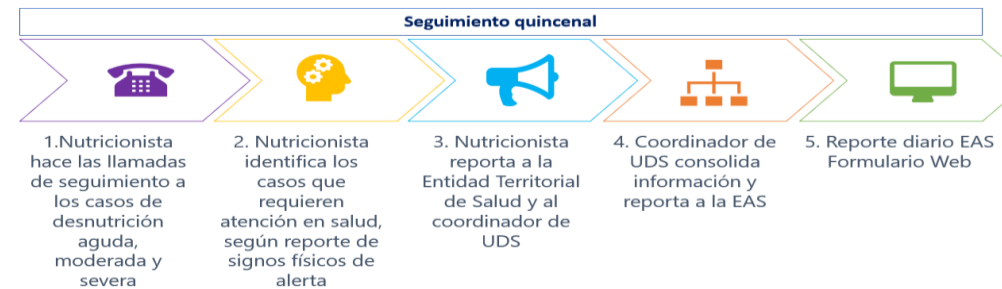 Seguimiento quincenal
1.Nutricionista
hace las llamadas
de seguimiento a
los casos de
desnutrición
aguda,
moderada y
severa
2. Nutricionista
identifica los
casos que
requieren
atención en salud,
según reporte de
signos físicos de
alerta
3. Nutricionista
reporta a la
Entidad Territorial
de Salud y al
coordinador de
UDS
4. Coordinador de
UDS consolida
información y
reporta a la EAS
5. Reporte diario EAS
Formulario Web